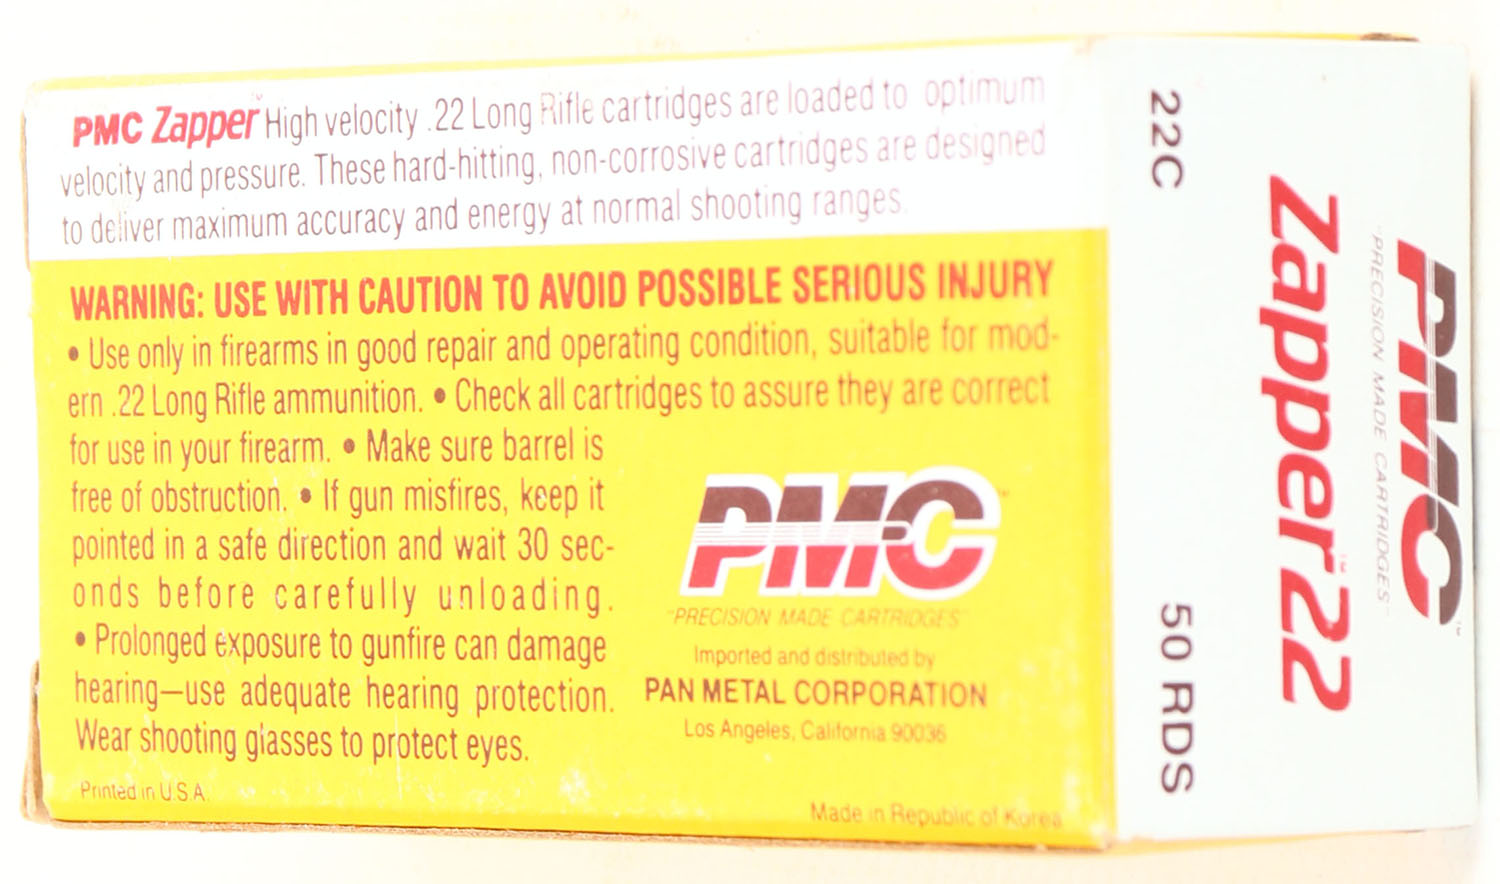 PMC Zapper™ High velocity .22 Long Rifle cartridges are loaded to optimum
velocity and pressure. These hard-hitting, non-corrosive cartridges are designed
to deliver maximum accuracy and energy at normal shooting ranges.
WARNING: USE WITH CAUTION TO AVOID POSSIBLE SERIOUS INJURY
• Use only in firearms in good repair and operating condition, suitable for mod-
ern .22 Long Rifle ammunition. • Check all cartridges to assure they are correct
for use in your firearm. • Make sure barrel is
free of obstruction. • If gun misfires, keep it
pointed in a safe direction and wait 30 sec-
onds before carefully unloading.
• Prolonged exposure to gunfire can damage
hearing—use adequate hearing protection.
Wear shooting glasses to protect eyes.
Printed in U.S.A.
PMC™
"PRECISION MADE CARTRIDGES"
Imported and distributed by
PAN METAL CORPORATION
Los Angeles, California 90036
Made in Republic of Korea
PMC™
"PRECISION MADE CARTRIDGES"
Zapper™22
22C
50 RDS